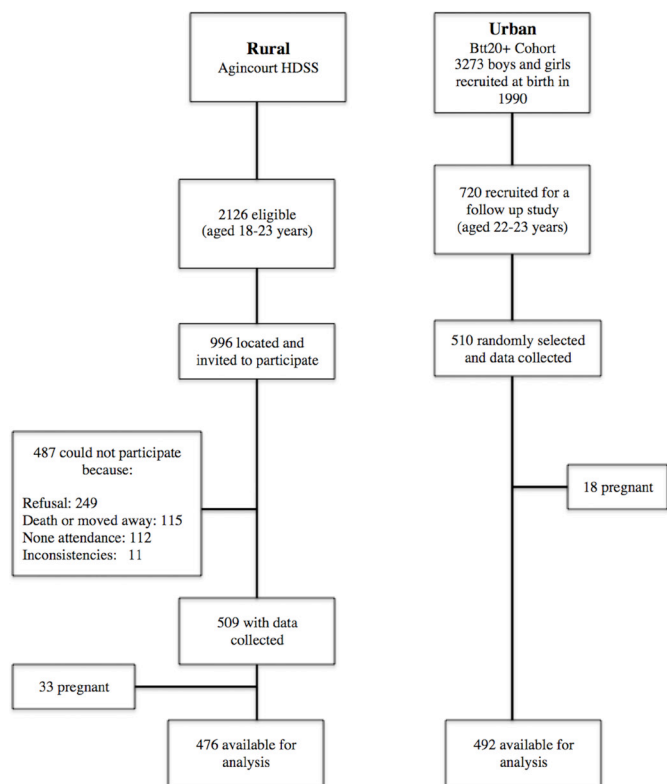 Rural
Agincourt HDSS
2126 eligible
(aged 18-23 years)
996 located and
invited to participate
487 could not participate
because:
Refusal: 249
Death or moved away: 115
None attendance: 112
Inconsistencies: 11
509 with data
collected
33 pregnant
476 available for
analysis
Urban
Btt20+ Cohort
3273 boys and girls
recruited at birth in
1990
720 recruited for a
follow up study
(aged 22-23 years)
510 randomly selected
and data collected
18 pregnant
492 available for
analysis